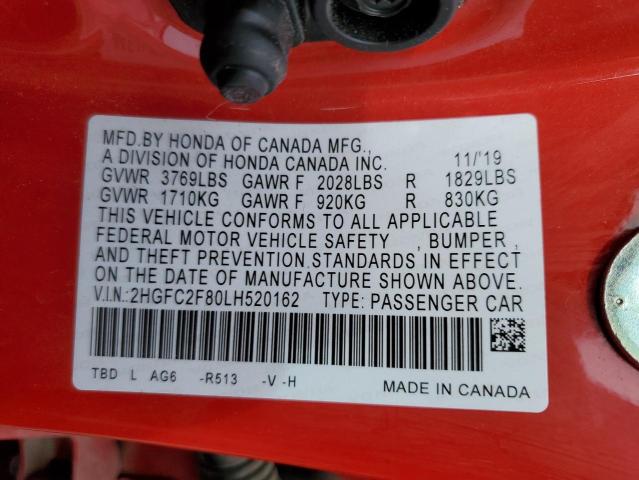 MFD.BY HONDA OF CANADA MFG.,
A DIVISION OF HONDA CANADA INC. 11/'19
GVWR 3769LBS GAWR F 2028LBS R 1829LBS
GVWR 1710KG GAWR F 920KG R 830KG
THIS VEHICLE CONFORMS TO ALL APPLICABLE
FEDERAL MOTOR VEHICLE SAFETY , BUMPER ,
AND THEFT PREVENTION STANDARDS IN EFFECT
ON THE DATE OF MANUFACTURE SHOWN ABOVE.
V.I.N.:2HGFC2F80LH520162 TYPE: PASSENGER CAR
TBD L AG6 -R513 -V -H
MADE IN CANADA